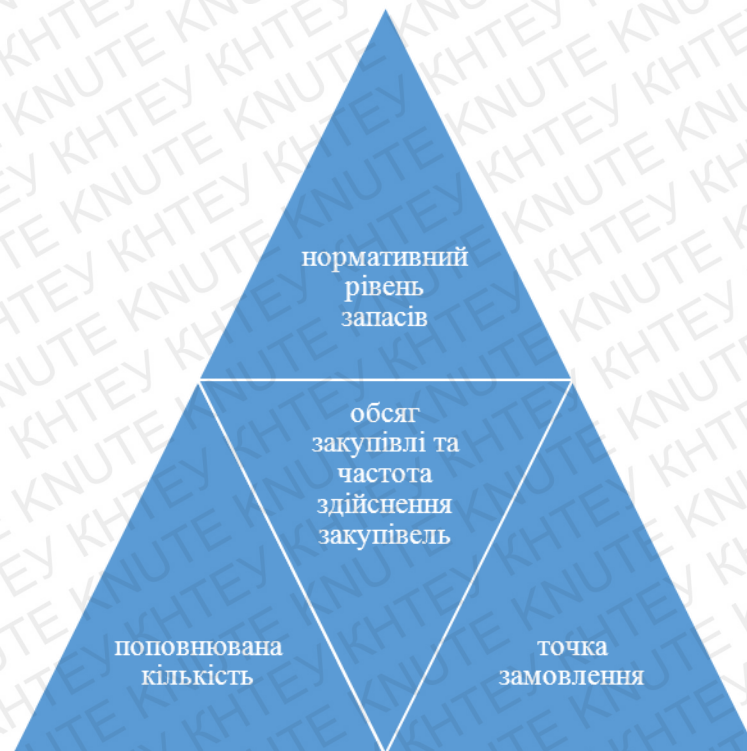 нормативний
рівень
запасів
обсяг
закупівлі та
частота
здійснення
закупівель
поповнювана
кількість
точка
замовлення